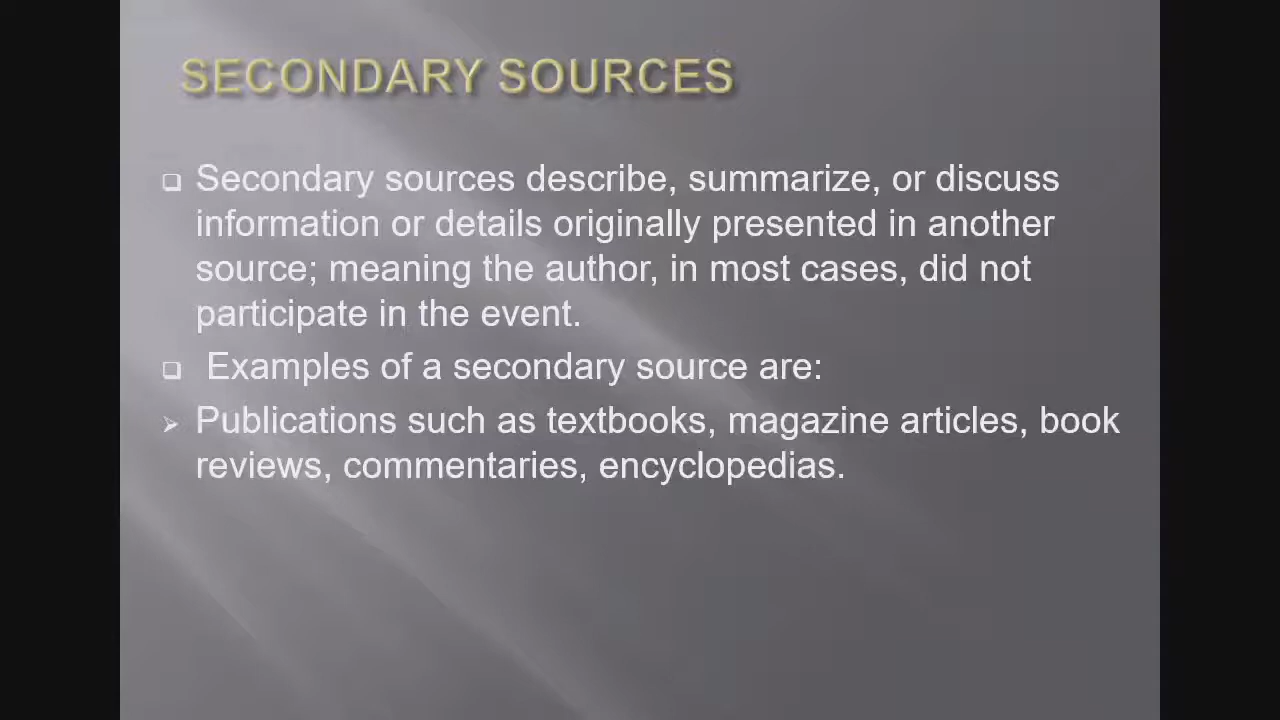 SECONDARY SOURCES
❑ Secondary sources describe, summarize, or discuss
information or details originally presented in another
source; meaning the author, in most cases, did not
participate in the event.
❑ Examples of a secondary source are:
➢ Publications such as textbooks, magazine articles, book
reviews, commentaries, encyclopedias.